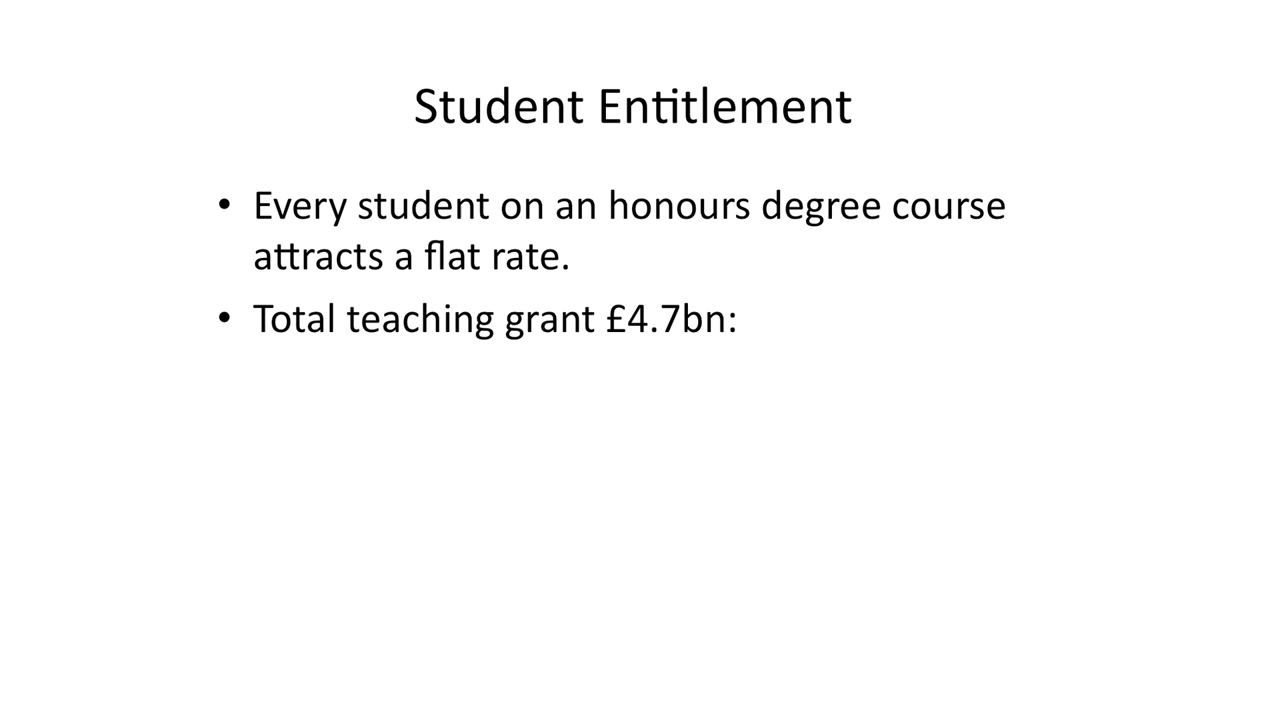 Student Entitlement
• Every student on an honours degree course
attracts a flat rate.
• Total teaching grant £4.7bn: